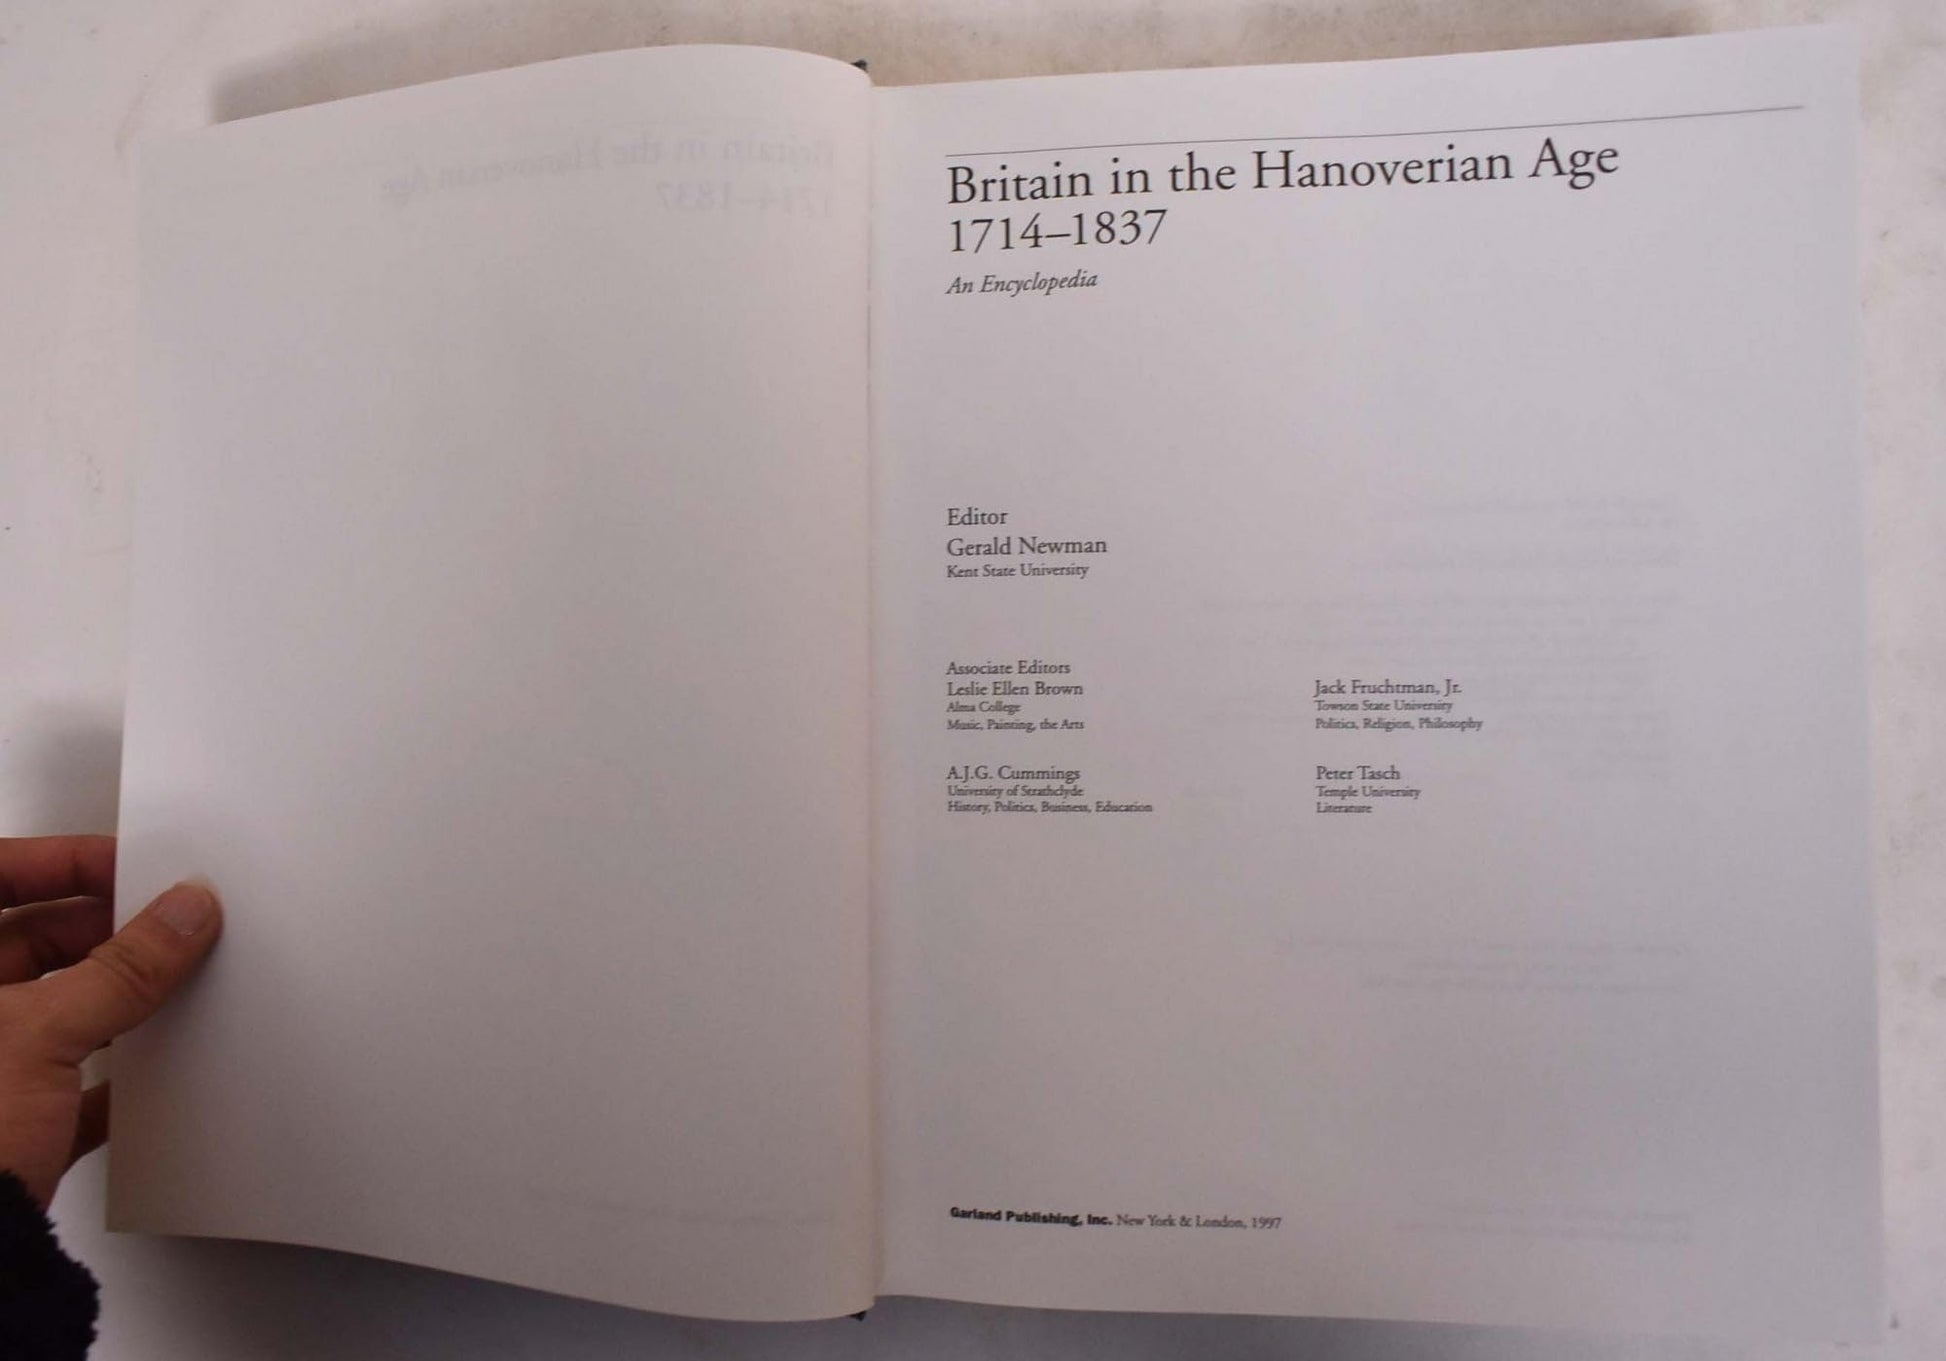 Britain in the Hanoverian Age
1714–1837
An Encyclopedia
Editor
Gerald Newman
Kent State University
Associate Editors
Leslie Ellen Brown
Alma College
Music, Painting, the Arts
Jack Fruchtman, Jr.
Towson State University
Politics, Religion, Philosophy
A.J.G. Cummings
University of Strathclyde
History, Politics, Business, Education
Peter Tasch
Temple University
Literature
Garland Publishing, Inc. New York & London, 1997